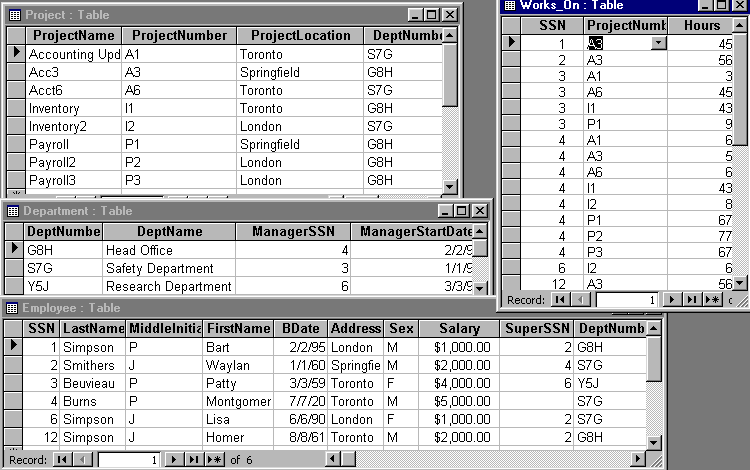 Project : Table
ProjectName ProjectNumber ProjectLocation DeptNumbe
Accounting Upd A1 Toronto S7G
Acc3 A3 Springfield G8H
Acct6 A6 Toronto G8H
Inventory I1 Toronto G8H
Inventory2 I2 London S7G
Payroll P1 Springfield G8H
Payroll2 P2 London G8H
Payroll3 P3 London G8H
Works_On : Table
SSN ProjectNumb Hours
1 A3 45
2 A3 56
3 A1 3
3 A6 45
3 I1 43
3 P1 9
4 A1 6
4 A3 5
4 A6 6
4 I1 43
4 I2 8
4 P1 67
4 P2 77
4 P3 67
6 I2 6
12 A3 56
Record: 1
Department : Table
DeptNumbe DeptName ManagerSSN ManagerStartDate
G8H Head Office 4 2/2/9
S7G Safety Department 3 1/1/9
Y5J Research Department 6 3/3/9
Employee : Table
SSN LastName MiddleInitia FirstName BDate Address Sex Salary SuperSSN DeptNumb
1 Simpson P Bart 2/2/95 London M $1,000.00 2 G8H
2 Smithers J Waylan 1/1/60 Springfie M $2,000.00 4 S7G
3 Beuvieau P Patty 3/3/59 Toronto F $4,000.00 6 Y5J
4 Burns P Montgomer 7/7/20 Toronto M $5,000.00 S7G
6 Simpson J Lisa 6/6/90 London F $1,000.00 2 S7G
12 Simpson J Homer 8/8/61 Toronto M $2,000.00 2 G8H
Record: 1 of 6